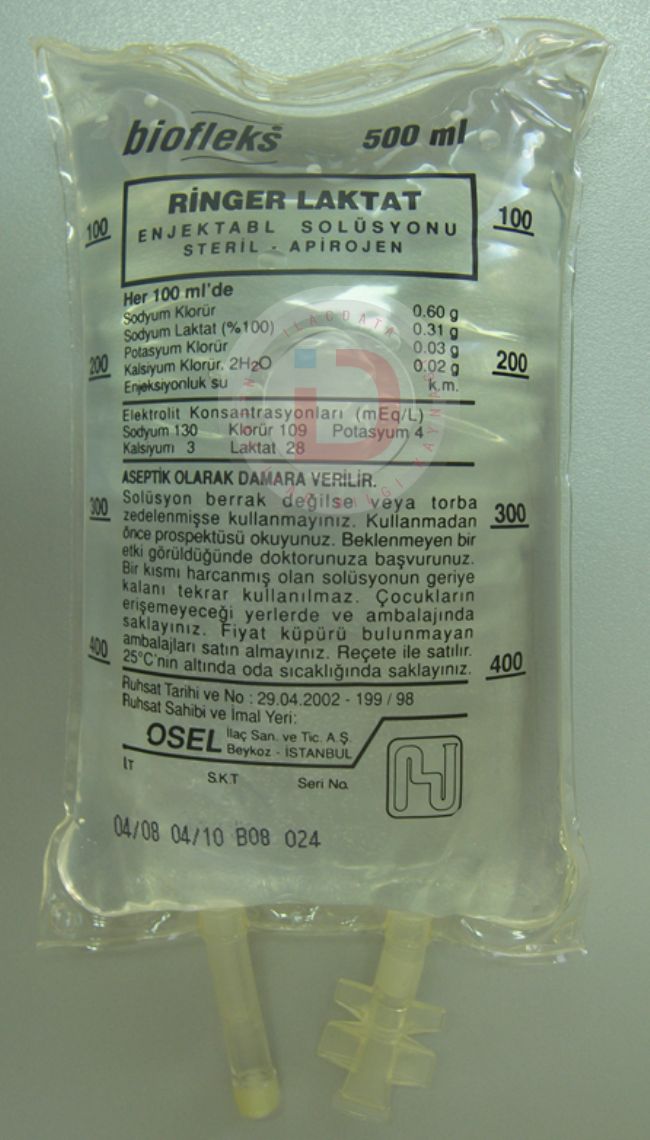 biofleks 500 ml
RİNGER LAKTAT
ENJEKTABL SOLÜSYONU
STERİL - APİROJEN
100 100
Her 100 ml'de
Sodyum Klorür 0.60 g
Sodyum Laktat (%100) 0.31 g
Potasyum Klorür 0.03 g
Kalsiyum Klorür. 2H₂O 0.02 g
Enjeksiyonluk su k.m.
200 200
Elektrolit Konsantrasyonları (mEq/L)
Sodyum 130 Klorür 109 Potasyum 4
Kalsiyum 3 Laktat 28
ASEPTİK OLARAK DAMARA VERİLİR.
Solüsyon berrak değilse veya torba
zedelenmişse kullanmayınız. Kullanmadan
önce prospektüsü okuyunuz. Beklenmeyen bir
etki görüldüğünde doktorunuza başvurunuz.
Bir kısmı harcanmış olan solüsyonun geriye
kalanı tekrar kullanılmaz. Çocukların
erişemeyeceği yerlerde ve ambalajında
saklayınız. Fiyat küpürü bulunmayan
ambalajları satın almayınız. Reçete ile satılır.
25°C'nin altında oda sıcaklığında saklayınız.
300 300
400 400
Ruhsat Tarihi ve No : 29.04.2002 - 199 / 98
Ruhsat Sahibi ve İmal Yeri:
OSEL İlaç San. ve Tic. A.Ş.
Beykoz - İSTANBUL
S.K.T Seri No.
04/08 04/10 B08 024
İLACDATA